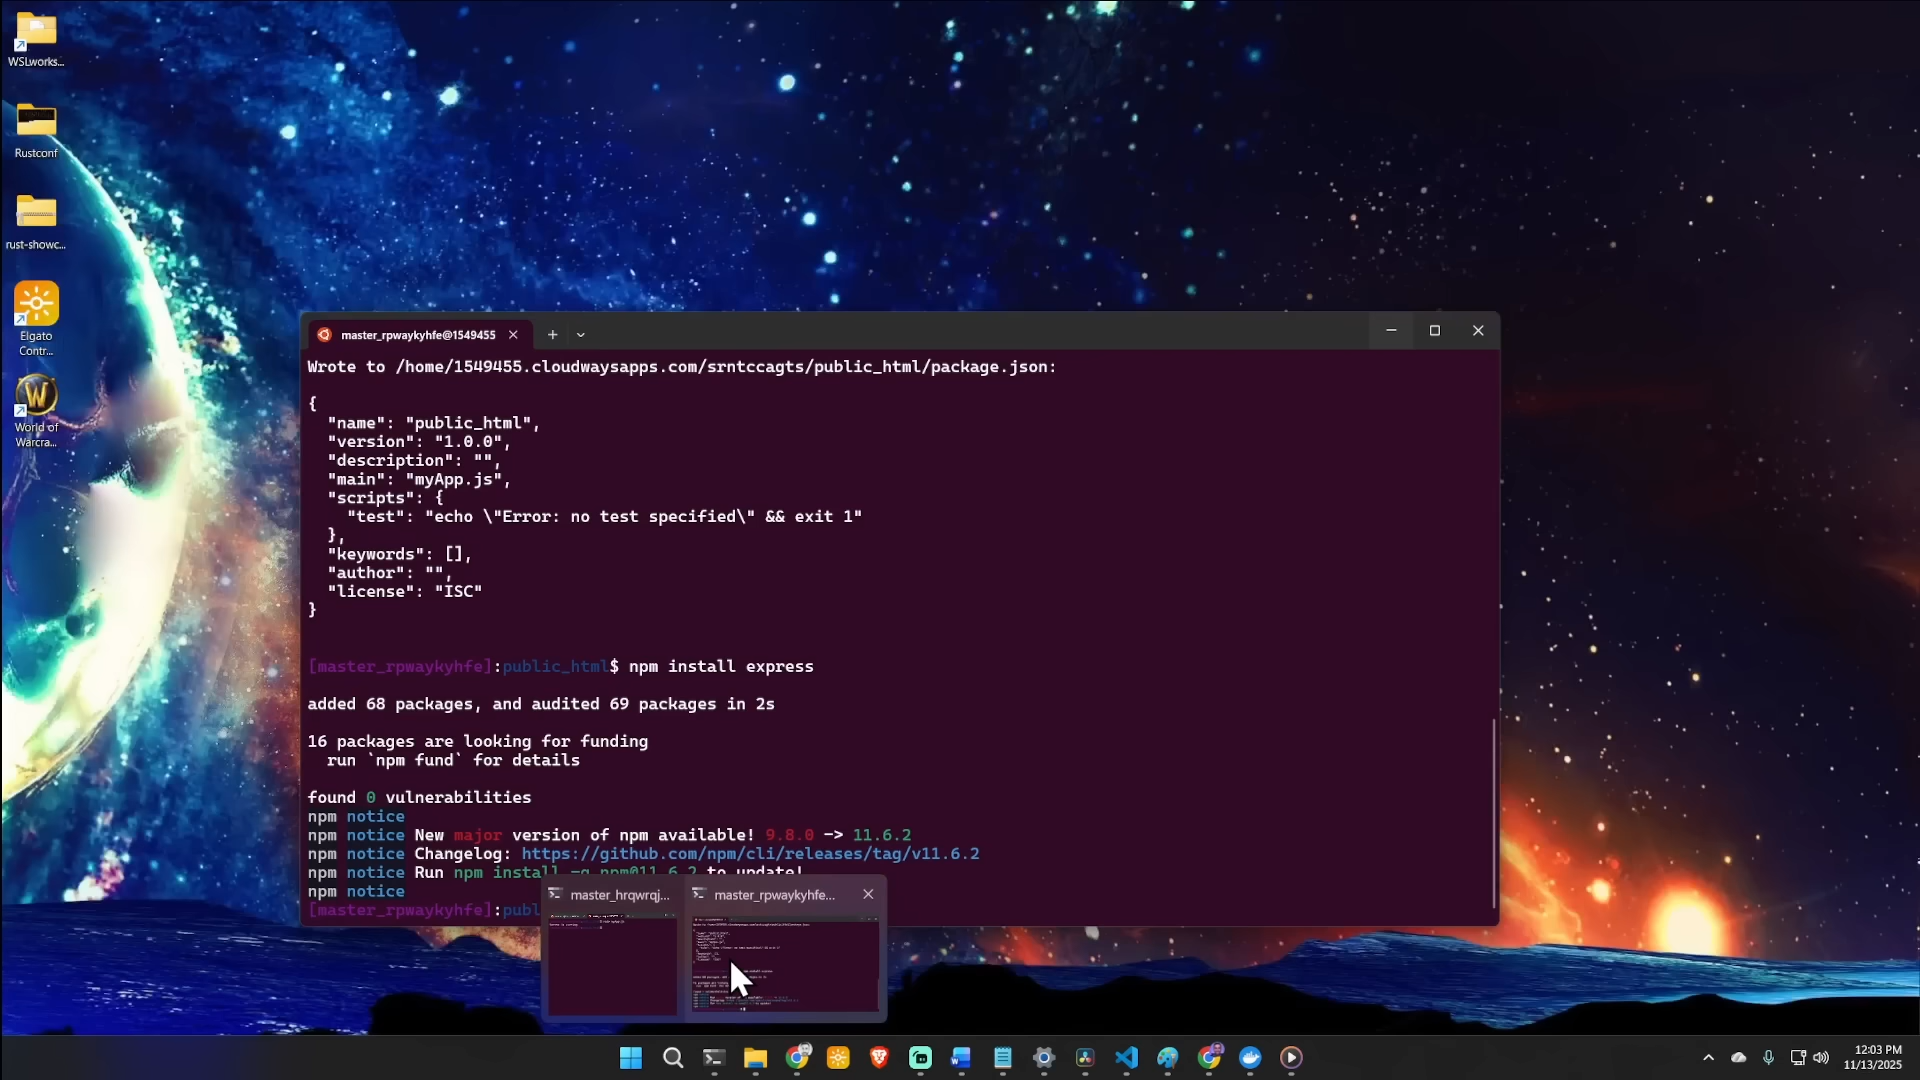 WSLworks...
Rustconf
rust-showc...
Elgato
Contr...
World of
Warcra...
master_rpwaykyhfe@1549455
Wrote to /home/1549455.cloudwaysapps.com/srntccagts/public_html/package.json:
{
"name": "public_html",
"version": "1.0.0",
"description": "",
"main": "myApp.js",
"scripts": {
"test": "echo \"Error: no test specified\" && exit 1"
},
"keywords": [],
"author": "",
"license": "ISC"
}
[master_rpwaykyhfe]:public_html$ npm install express
added 68 packages, and audited 69 packages in 2s
16 packages are looking for funding
run `npm fund` for details
found 0 vulnerabilities
npm notice
npm notice New major version of npm available! 9.8.0 -> 11.6.2
npm notice Changelog: https://github.com/npm/cli/releases/tag/v11.6.2
npm notice Run npm install -g npm@11.6.2 to update!
npm notice
[master_rpwaykyhfe]:publ
master_hrqwrqj...
master_rpwaykyhfe...
12:03 PM
11/13/2025